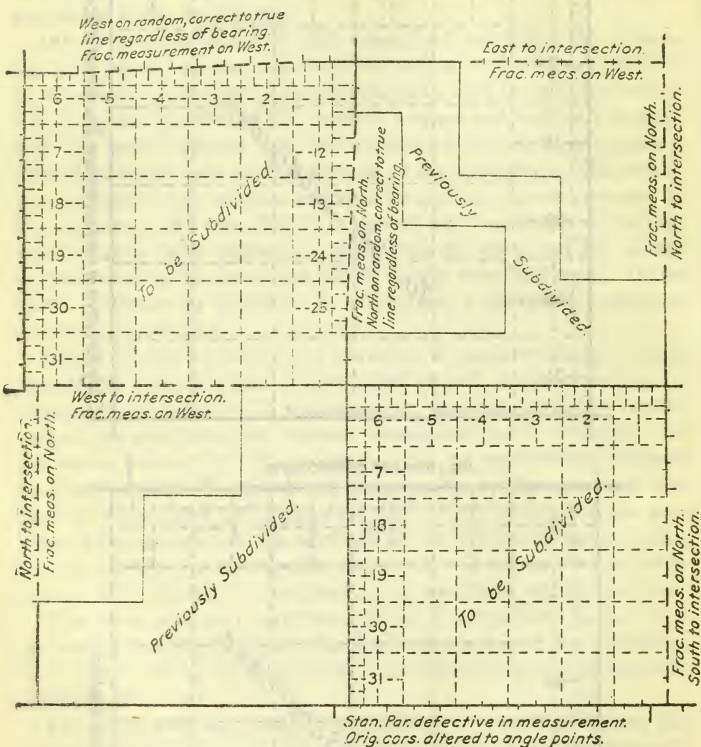 West on random, correct to true
line regardless of bearing.
Frac. measurement on West.
East to intersection.
Frac. meas. on West.
6 -5- -4- -3- -2- -1-
-7-
-18-
-19-
-30-
-31-
-12-
-13-
-24-
-25-
To be Subdivided.
Frac. meas. on North.
North on random, correct to true
line regardless of bearing.
Previously
Subdivided.
Frac. meas. on North.
North to intersection.
West to intersection.
Frac. meas. on West.
North to intersection.
Frac. meas. on North.
Previously Subdivided.
6 -5- -4- -3- -2- -1-
7
18
-19-
-30-
-31-
To be Subdivided.
Frac. meas. on North.
South to intersection.
Stan. Par. defective in measurement.
Orig. cors. altered to angle points.